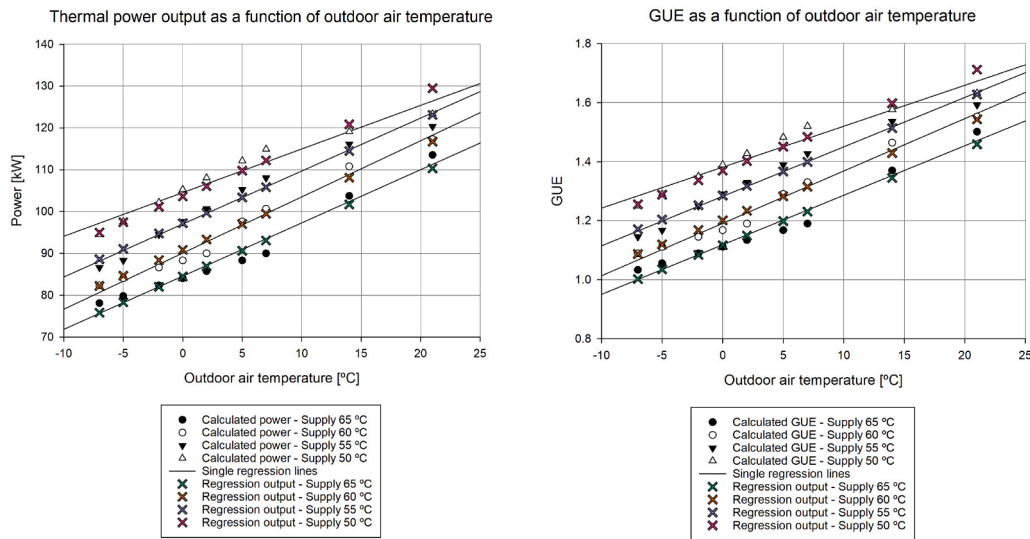 Thermal power output as a function of outdoor air temperature
140
130
120
110
100
90
80
70
Power [kW]
-10
-5
0
5
10
15
20
25
Outdoor air temperature [ºC]
Calculated power - Supply 65 ºC
Calculated power - Supply 60 ºC
Calculated power - Supply 55 ºC
Calculated power - Supply 50 ºC
Single regression lines
Regression output - Supply 65 ºC
Regression output - Supply 60 ºC
Regression output - Supply 55 ºC
Regression output - Supply 50 ºC
GUE as a function of outdoor air temperature
1.8
1.6
1.4
1.2
1.0
0.8
GUE
-10
-5
0
5
10
15
20
25
Outdoor air temperature [ºC]
Calculated GUE - Supply 65 ºC
Calculated GUE - Supply 60 ºC
Calculated GUE - Supply 55 ºC
Calculated GUE - Supply 50 ºC
Single regression lines
Regression output - Supply 65 ºC
Regression output - Supply 60 ºC
Regression output - Supply 55 ºC
Regression output - Supply 50 ºC